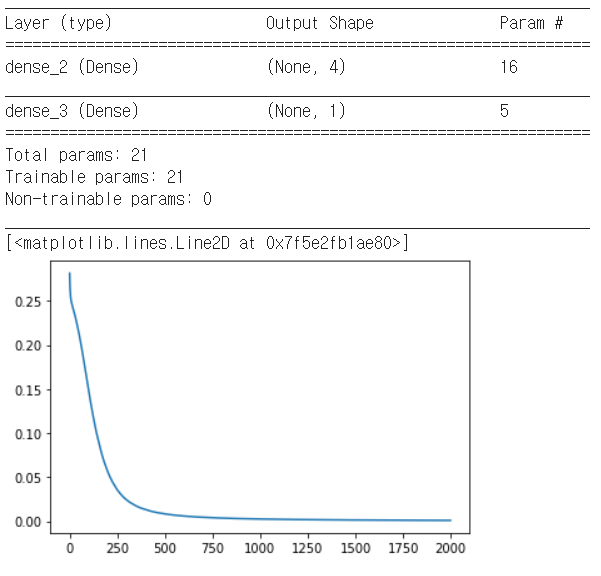 Layer (type) Output Shape Param #
=================================================================
dense_2 (Dense) (None, 4) 16
dense_3 (Dense) (None, 1) 5
=================================================================
Total params: 21
Trainable params: 21
Non-trainable params: 0
[<matplotlib.lines.Line2D at 0x7f5e2fb1ae80>]
0.25
0.20
0.15
0.10
0.05
0.00
0 250 500 750 1000 1250 1500 1750 2000